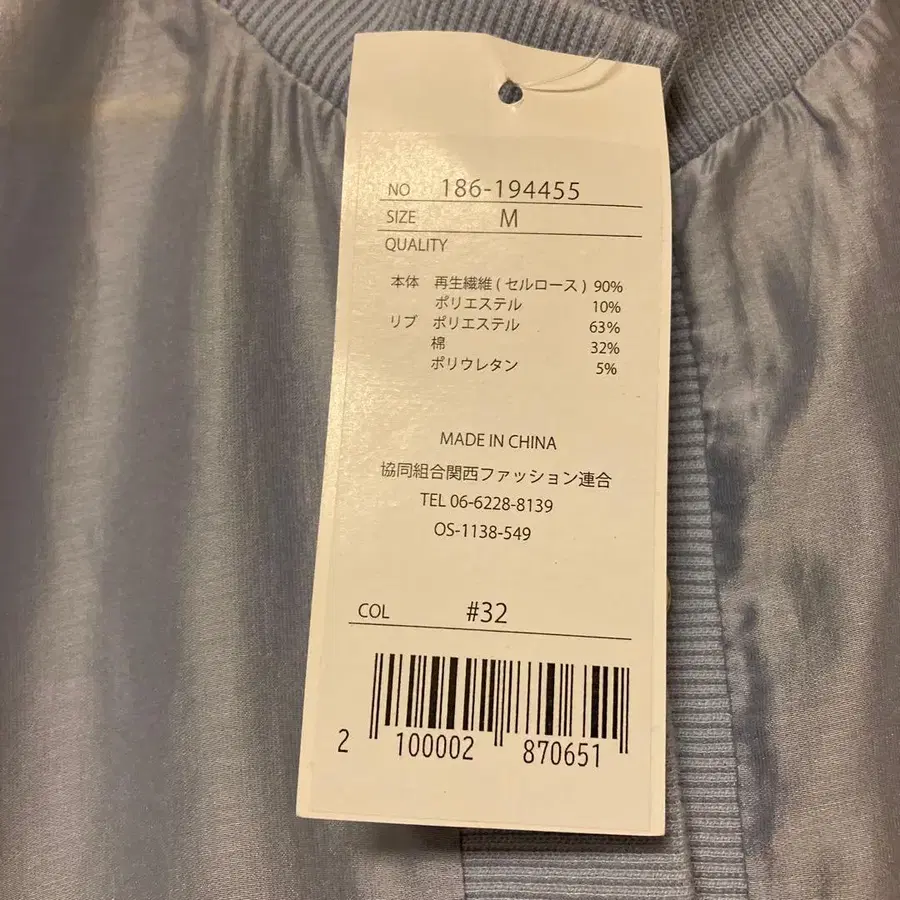 NO 186-194455
SIZE M
QUALITY
本体 再生繊維 ( セルロース ) 90%
ポリエステル 10%
リブ ポリエステル 63%
棉 32%
ポリウレタン 5%
MADE IN CHINA
協同組合関西ファッション連合
TEL 06-6228-8139
OS-1138-549
COL #32
2 100002 870651